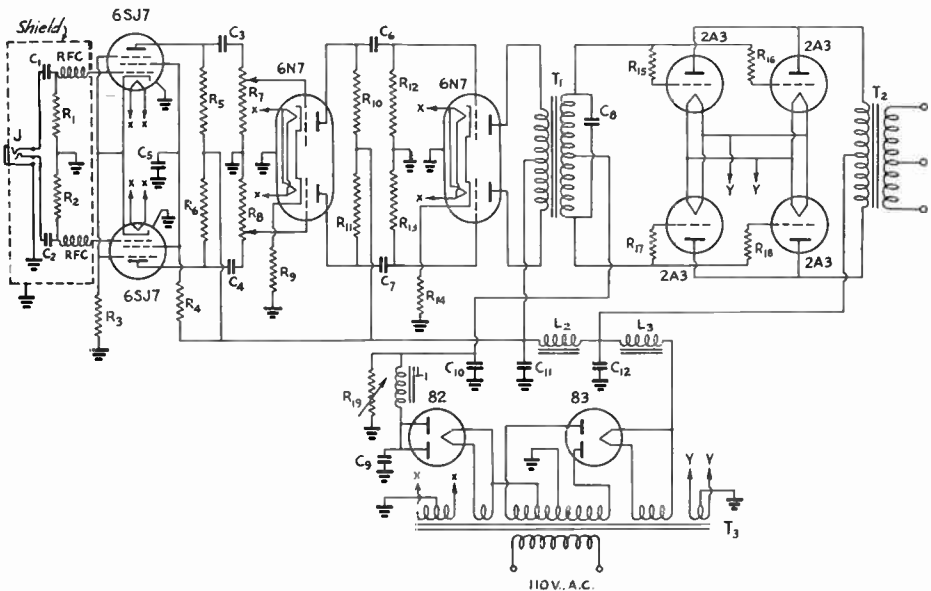 Shield
6SJ7
C1
RFC
J
R1
R2
C2
RFC
6SJ7
x x
C5
x x
R3
R4
C3
R5
R6
C4
R7
R8
6N7
x
x
R9
C6
R10
R11
R12
R13
C7
6N7
x
x
R14
T1
C8
2A3
2A3
R15
R16
Y Y
R17
R18
2A3
2A3
T2
L2
L3
C10
C11
C12
R19
L1
82
83
C9
x x
Y Y
T3
110V., A.C.